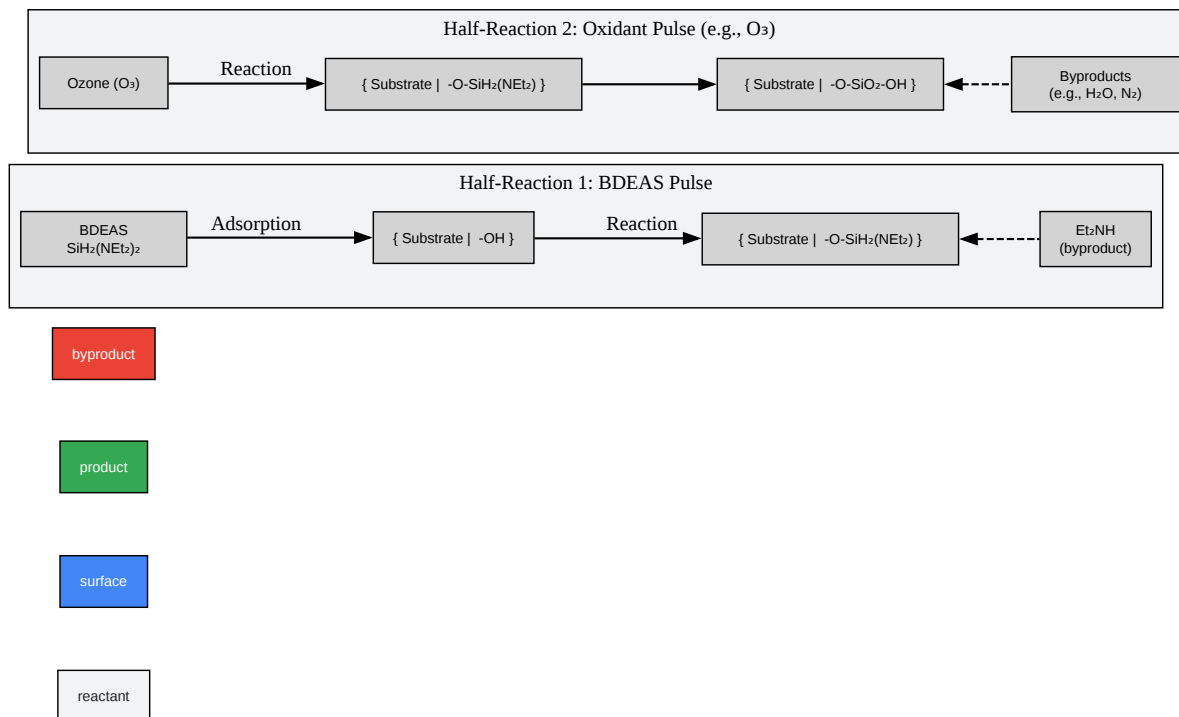 Half-Reaction 2: Oxidant Pulse (e.g., O₃)
Ozone (O₃)
Reaction
{ Substrate | -O-SiH₂(NEt₂) }
{ Substrate | -O-SiO₂-OH }
Byproducts
(e.g., H₂O, N₂)
Half-Reaction 1: BDEAS Pulse
BDEAS
SiH₂(NEt₂)₂
Adsorption
{ Substrate | -OH }
Reaction
{ Substrate | -O-SiH₂(NEt₂) }
Et₂NH
(byproduct)
byproduct
product
surface
reactant